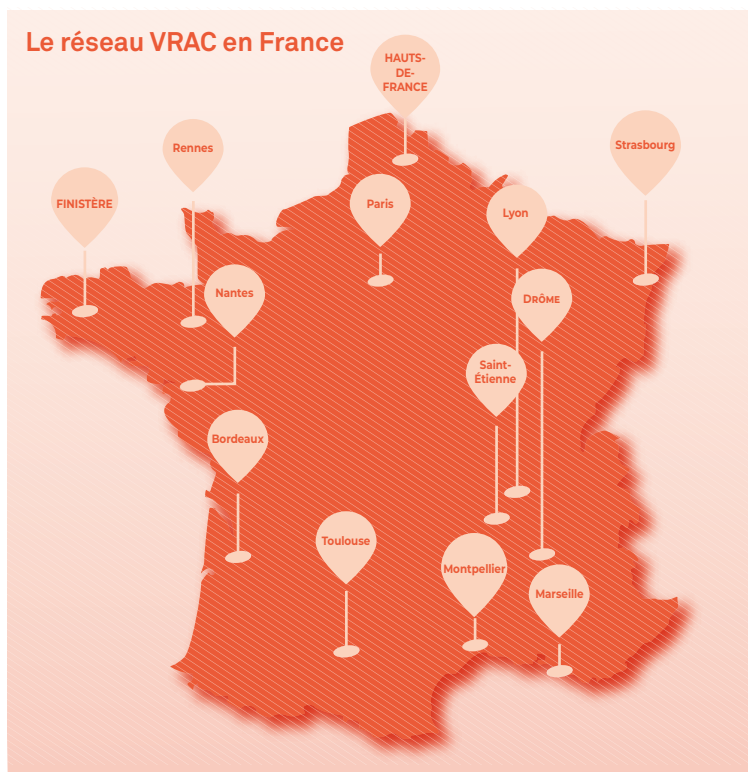 Le réseau VRAC en France
HAUTS-
DE-
FRANCE
Rennes
Strasbourg
FINISTÈRE
Paris
Lyon
Nantes
DRÔME
Saint-
Étienne
Bordeaux
Toulouse
Montpellier
Marseille